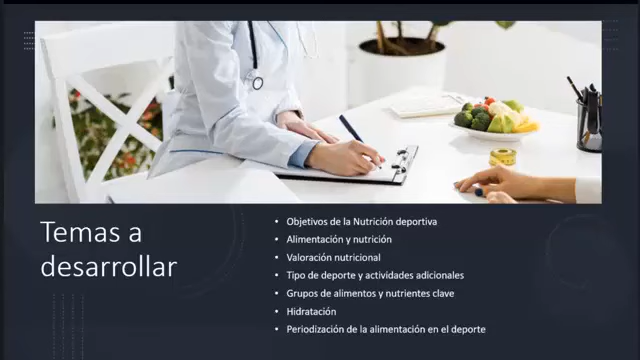 Temas a
desarrollar
• Objetivos de la Nutrición deportiva
• Alimentación y nutrición
• Valoración nutricional
• Tipo de deporte y actividades adicionales
• Grupos de alimentos y nutrientes clave
• Hidratación
• Periodización de la alimentación en el deporte